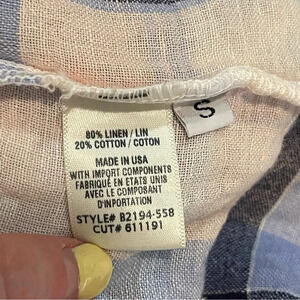 S
80% LINEN / LIN
20% COTTON / COTON
MADE IN USA
WITH IMPORT COMPONENTS
FABRIQUÉ EN ETATS UNIS
AVEC LE COMPOSANT
D'INPORTATION
STYLE# B2194-558
CUT# 611191